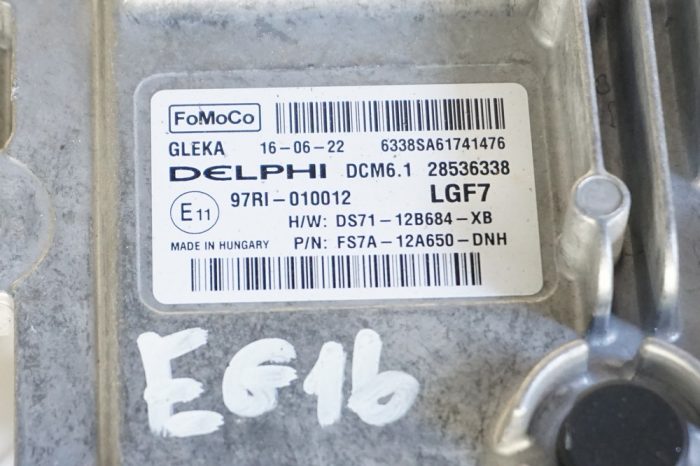 FoMoCo
GLEKA 16-06-22 6338SA61741476
DELPHI DCM6.1 28536338
E11 97RI-010012 LGF7
H/W: DS71-12B684-XB
MADE IN HUNGARY P/N: FS7A-12A650-DNH
EG16